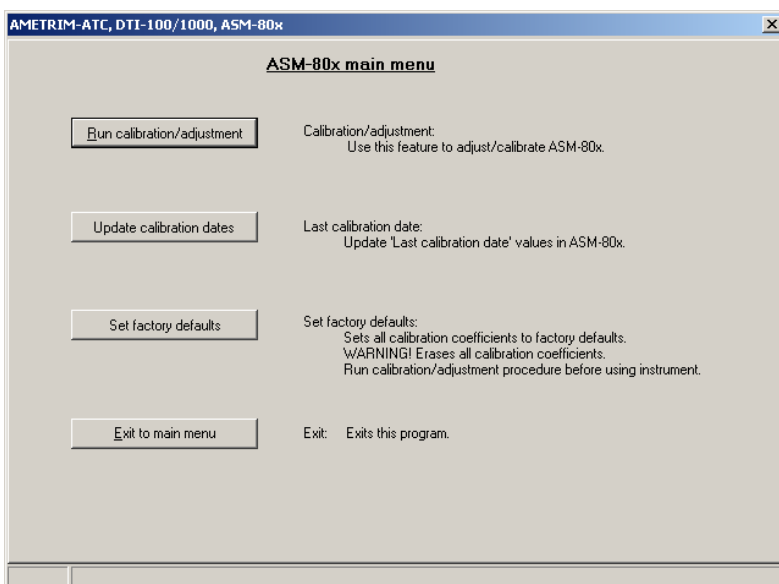 AMETRIM-ATC, DTI-100/1000, ASM-80x
ASM-80x main menu
Run calibration/adjustment
Calibration/adjustment:
Use this feature to adjust/calibrate ASM-80x.
Update calibration dates
Last calibration date:
Update 'Last calibration date' values in ASM-80x.
Set factory defaults
Set factory defaults:
Sets all calibration coefficients to factory defaults.
WARNING! Erases all calibration coefficients.
Run calibration/adjustment procedure before using instrument.
Exit to main menu
Exit: Exits this program.